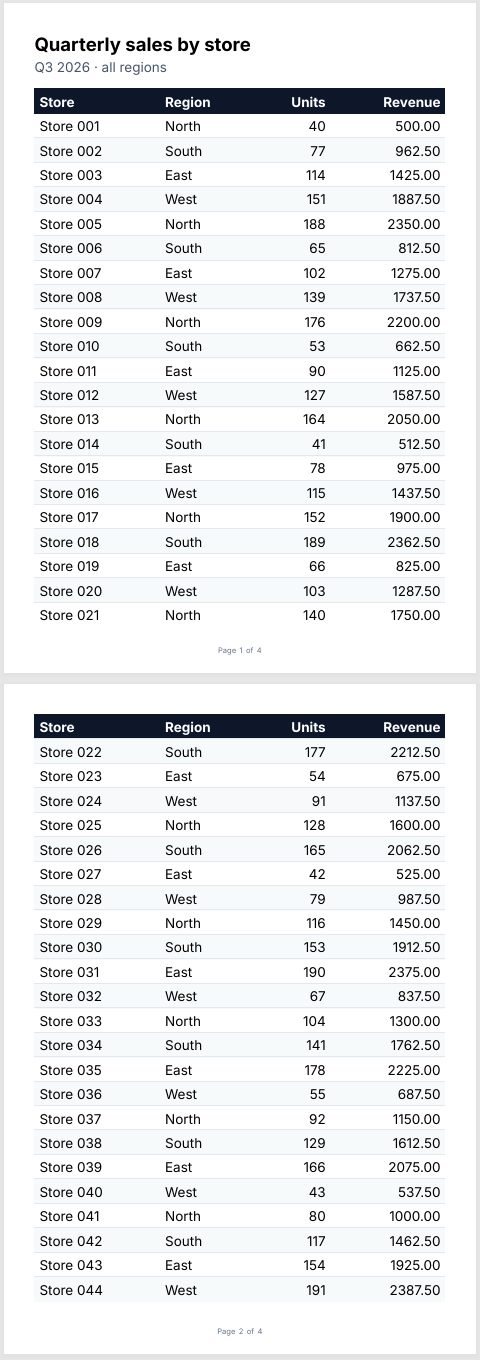 Quarterly sales by store
Q3 2026 · all regions
Store Region Units Revenue
Store 001 North 40 500.00
Store 002 South 77 962.50
Store 003 East 114 1425.00
Store 004 West 151 1887.50
Store 005 North 188 2350.00
Store 006 South 65 812.50
Store 007 East 102 1275.00
Store 008 West 139 1737.50
Store 009 North 176 2200.00
Store 010 South 53 662.50
Store 011 East 90 1125.00
Store 012 West 127 1587.50
Store 013 North 164 2050.00
Store 014 South 41 512.50
Store 015 East 78 975.00
Store 016 West 115 1437.50
Store 017 North 152 1900.00
Store 018 South 189 2362.50
Store 019 East 66 825.00
Store 020 West 103 1287.50
Store 021 North 140 1750.00
Page 1 of 4
Store Region Units Revenue
Store 022 South 177 2212.50
Store 023 East 54 675.00
Store 024 West 91 1137.50
Store 025 North 128 1600.00
Store 026 South 165 2062.50
Store 027 East 42 525.00
Store 028 West 79 987.50
Store 029 North 116 1450.00
Store 030 South 153 1912.50
Store 031 East 190 2375.00
Store 032 West 67 837.50
Store 033 North 104 1300.00
Store 034 South 141 1762.50
Store 035 East 178 2225.00
Store 036 West 55 687.50
Store 037 North 92 1150.00
Store 038 South 129 1612.50
Store 039 East 166 2075.00
Store 040 West 43 537.50
Store 041 North 80 1000.00
Store 042 South 117 1462.50
Store 043 East 154 1925.00
Store 044 West 191 2387.50
Page 2 of 4